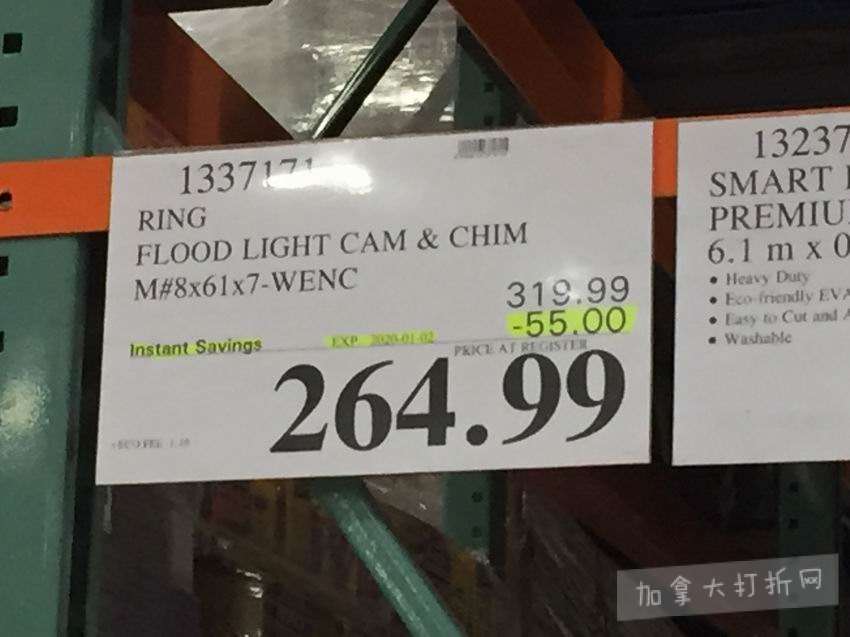 1337171
RING
FLOOD LIGHT CAM & CHIM
M#8x61x7-WENC
319.99
-55.00
Instant Savings
EXP. 2020-01-02
PRICE AT REGISTER
264.99
13237
SMART
PREMIU
6.1 m x 0
• Heavy Duty
• Eco-friendly EVA
• Easy to Cut and A
• Washable
加拿大打折网